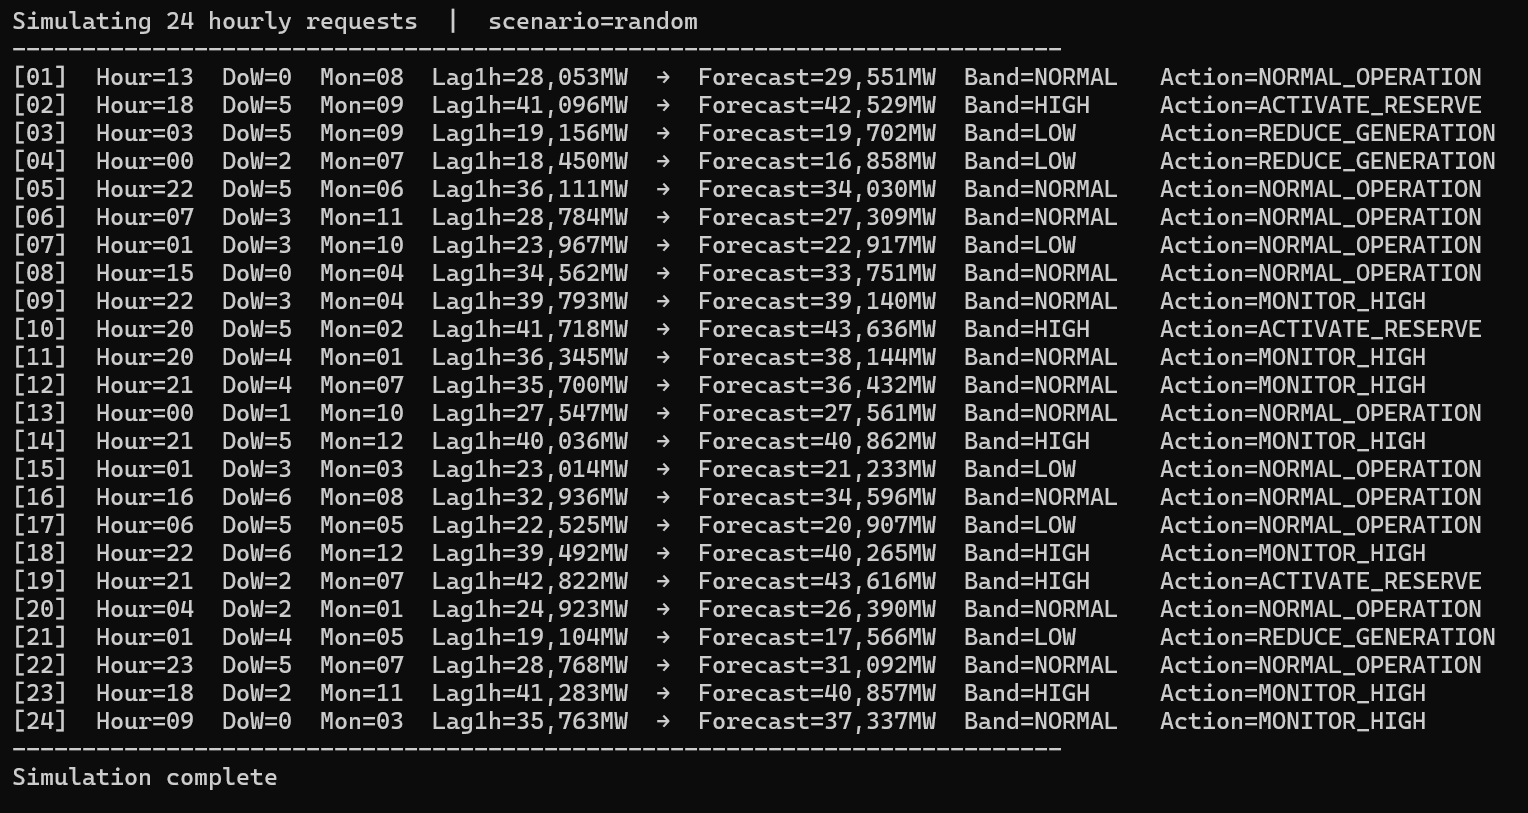 Simulating 24 hourly requests  |  scenario=random
---------------------------------------------------------------------------
[01]  Hour=13  DoW=0  Mon=08  Lag1h=28,053MW  →  Forecast=29,551MW  Band=NORMAL   Action=NORMAL_OPERATION
[02]  Hour=18  DoW=5  Mon=09  Lag1h=41,096MW  →  Forecast=42,529MW  Band=HIGH     Action=ACTIVATE_RESERVE
[03]  Hour=03  DoW=5  Mon=09  Lag1h=19,156MW  →  Forecast=19,702MW  Band=LOW      Action=REDUCE_GENERATION
[04]  Hour=00  DoW=2  Mon=07  Lag1h=18,450MW  →  Forecast=16,858MW  Band=LOW      Action=REDUCE_GENERATION
[05]  Hour=22  DoW=5  Mon=06  Lag1h=36,111MW  →  Forecast=34,030MW  Band=NORMAL   Action=NORMAL_OPERATION
[06]  Hour=07  DoW=3  Mon=11  Lag1h=28,784MW  →  Forecast=27,309MW  Band=NORMAL   Action=NORMAL_OPERATION
[07]  Hour=01  DoW=3  Mon=10  Lag1h=23,967MW  →  Forecast=22,917MW  Band=LOW      Action=NORMAL_OPERATION
[08]  Hour=15  DoW=0  Mon=04  Lag1h=34,562MW  →  Forecast=33,751MW  Band=NORMAL   Action=NORMAL_OPERATION
[09]  Hour=22  DoW=3  Mon=04  Lag1h=39,793MW  →  Forecast=39,140MW  Band=NORMAL   Action=MONITOR_HIGH
[10]  Hour=20  DoW=5  Mon=02  Lag1h=41,718MW  →  Forecast=43,636MW  Band=HIGH     Action=ACTIVATE_RESERVE
[11]  Hour=20  DoW=4  Mon=01  Lag1h=36,345MW  →  Forecast=38,144MW  Band=NORMAL   Action=MONITOR_HIGH
[12]  Hour=21  DoW=4  Mon=07  Lag1h=35,700MW  →  Forecast=36,432MW  Band=NORMAL   Action=MONITOR_HIGH
[13]  Hour=00  DoW=1  Mon=10  Lag1h=27,547MW  →  Forecast=27,561MW  Band=NORMAL   Action=NORMAL_OPERATION
[14]  Hour=21  DoW=5  Mon=12  Lag1h=40,036MW  →  Forecast=40,862MW  Band=HIGH     Action=MONITOR_HIGH
[15]  Hour=01  DoW=3  Mon=03  Lag1h=23,014MW  →  Forecast=21,233MW  Band=LOW      Action=NORMAL_OPERATION
[16]  Hour=16  DoW=6  Mon=08  Lag1h=32,936MW  →  Forecast=34,596MW  Band=NORMAL   Action=NORMAL_OPERATION
[17]  Hour=06  DoW=5  Mon=05  Lag1h=22,525MW  →  Forecast=20,907MW  Band=LOW      Action=NORMAL_OPERATION
[18]  Hour=22  DoW=6  Mon=12  Lag1h=39,492MW  →  Forecast=40,265MW  Band=HIGH     Action=MONITOR_HIGH
[19]  Hour=21  DoW=2  Mon=07  Lag1h=42,822MW  →  Forecast=43,616MW  Band=HIGH     Action=ACTIVATE_RESERVE
[20]  Hour=04  DoW=2  Mon=01  Lag1h=24,923MW  →  Forecast=26,390MW  Band=NORMAL   Action=NORMAL_OPERATION
[21]  Hour=01  DoW=4  Mon=05  Lag1h=19,104MW  →  Forecast=17,566MW  Band=LOW      Action=REDUCE_GENERATION
[22]  Hour=23  DoW=5  Mon=07  Lag1h=28,768MW  →  Forecast=31,092MW  Band=NORMAL   Action=NORMAL_OPERATION
[23]  Hour=18  DoW=2  Mon=11  Lag1h=41,283MW  →  Forecast=40,857MW  Band=HIGH     Action=MONITOR_HIGH
[24]  Hour=09  DoW=0  Mon=03  Lag1h=35,763MW  →  Forecast=37,337MW  Band=NORMAL   Action=MONITOR_HIGH
---------------------------------------------------------------------------
Simulation complete